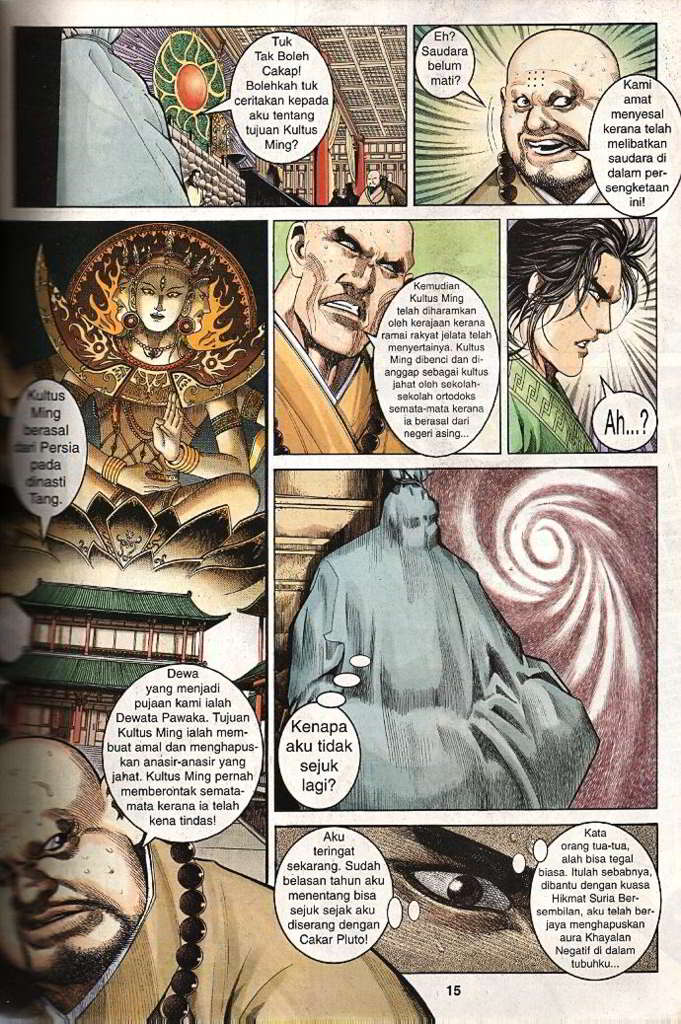 Tuk
Tak Boleh
Cakap!
Bolehkah tuk
ceritakan kepada
aku tentang
tujuan Kultus
Ming?
Eh?
Saudara
belum
mati?
Kami
amat
menyesal
kerana telah
melibatkan
saudara di
dalam per-
sengketaan
ini!
Kultus
Ming
berasal
dari Persia
pada
dinasti
Tang.
Kemudian
Kultus Ming
telah diharamkan
oleh kerajaan kerana
ramai rakyat jelata telah
menyertainya. Kultus
Ming dibenci dan di-
anggap sebagai kultus
jahat oleh sekolah-
sekolah ortodoks
semata-mata kerana
ia berasal dari
negeri asing...
Ah...?
Dewa
yang menjadi
pujaan kami ialah
Dewata Pawaka. Tujuan
Kultus Ming ialah mem-
buat amal dan menghapus-
kan anasir-anasir yang
jahat. Kultus Ming pernah
memberontak semata-
mata kerana ia telah
kena tindas!
Kenapa
aku tidak
sejuk
lagi?
Aku
teringat
sekarang. Sudah
belasan tahun aku
menentang bisa
sejuk sejak aku
diserang dengan
Cakar Pluto!
Kata
orang tua-tua,
alah bisa tegal
biasa. Itulah sebabnya,
dibantu dengan kuasa
Hikmat Suria Ber-
sembilan, aku telah ber-
jaya menghapuskan
aura Khayalan
Negatif di dalam
tubuhku...
15